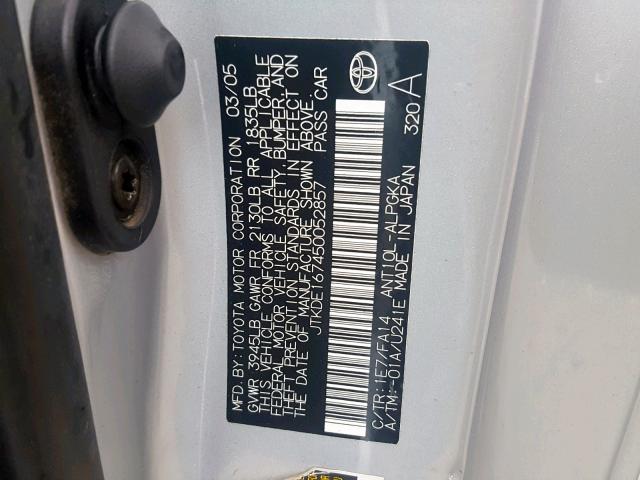 MFD.BY:TOYOTA MOTOR CORPORATION 03/05
GVWR 3945LB GAWR FR 2130LB RR 1835LB
THIS VEHICLE CONFORMS TO ALL APPLICABLE
FEDERAL MOTOR VEHICLE SAFETY, BUMPER, AND
THEFT PREVENTION STANDARDS IN EFFECT ON
THE DATE OF MANUFACTURE SHOWN ABOVE.
JTKDE167450052857 PASS CAR
C/TR:1E7/FA14 ANT10L-ALPGKA
A/TM:-01A/U241E MADE IN JAPAN 320 A